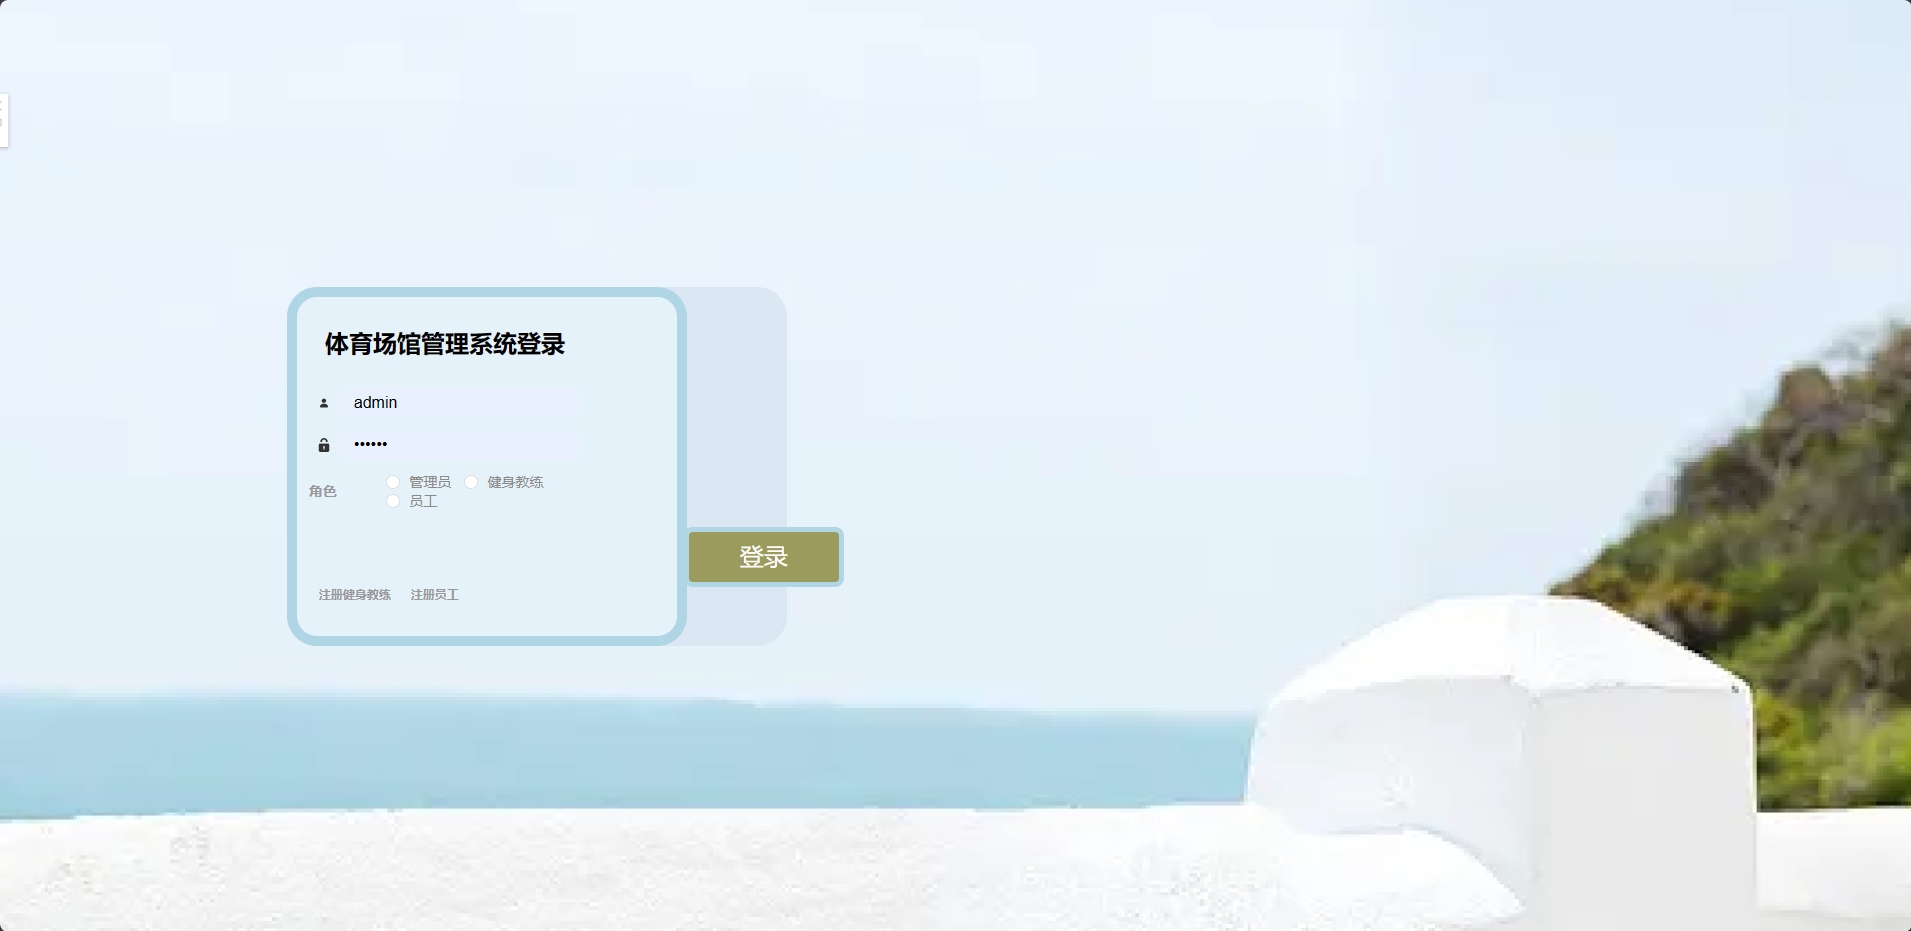 体育场馆管理系统登录
admin
••••••
角色
管理员 健身教练
员工
登录
注册健身教练 注册员工